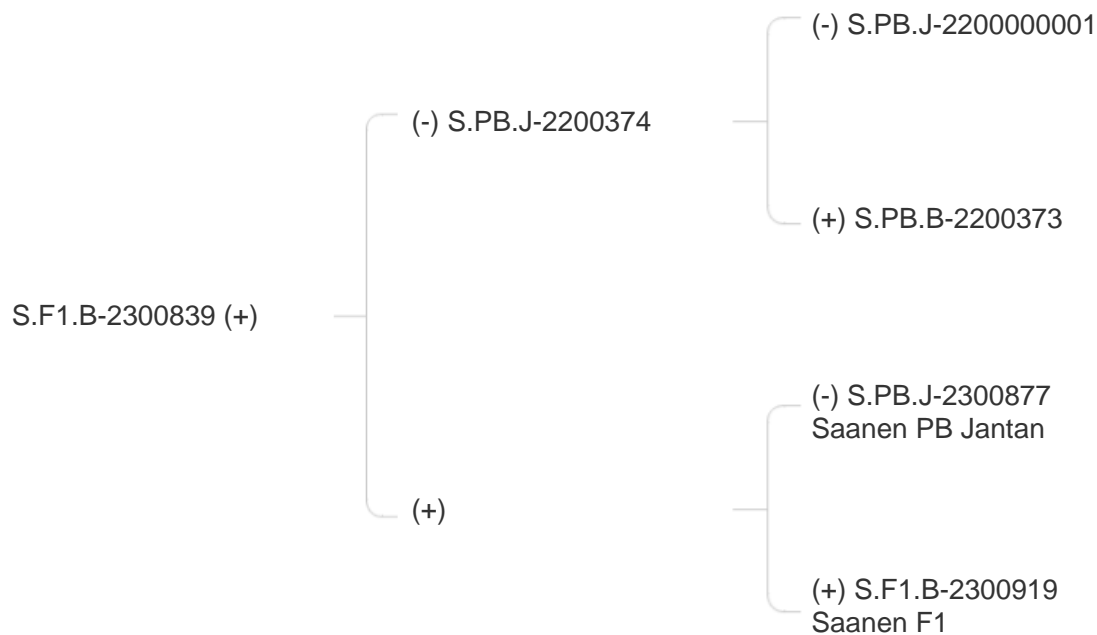 (-) S.PB.J-2200000001
(-) S.PB.J-2200374
(+) S.PB.B-2200373
S.F1.B-2300839 (+)
(-) S.PB.J-2300877
Saanen PB Jantan
(+)
(+) S.F1.B-2300919
Saanen F1